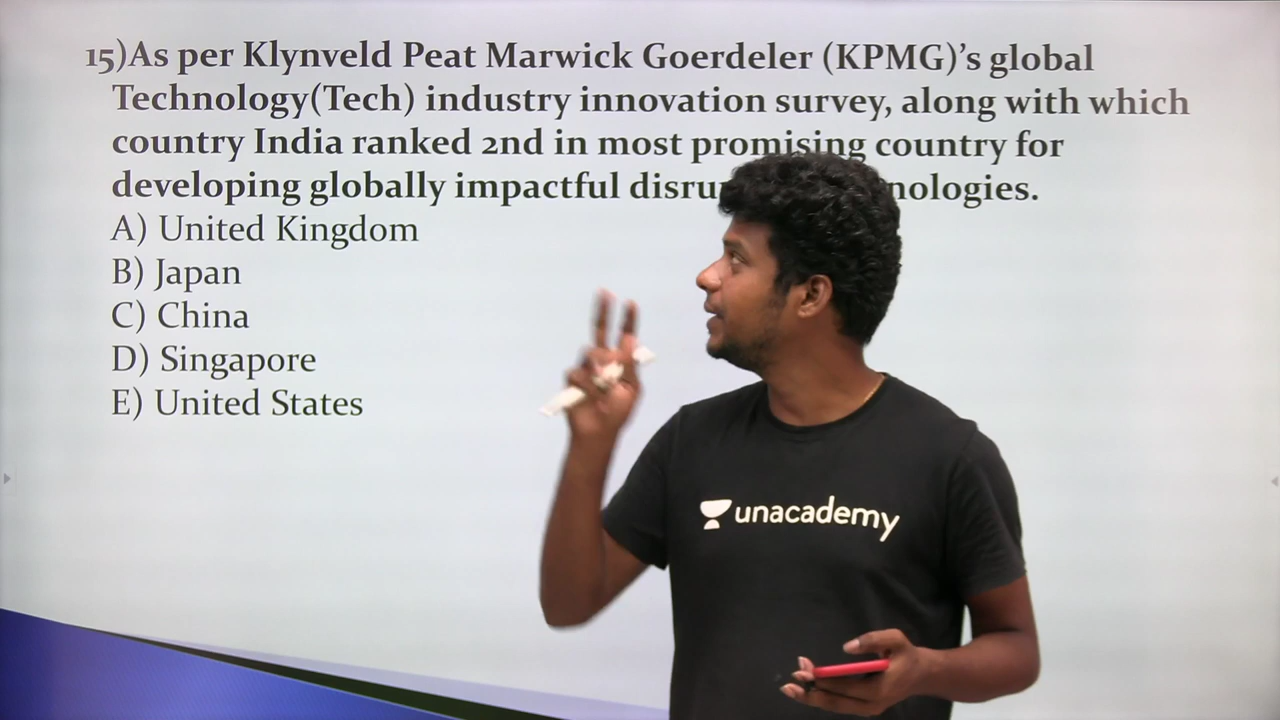 15)As per Klynveld Peat Marwick Goerdeler (KPMG)’s global
Technology(Tech) industry innovation survey, along with which
country India ranked 2nd in most promising country for
developing globally impactful
A) United Kingdom
B) Japan
C) China
D) Singapore
E) United States
unacademy